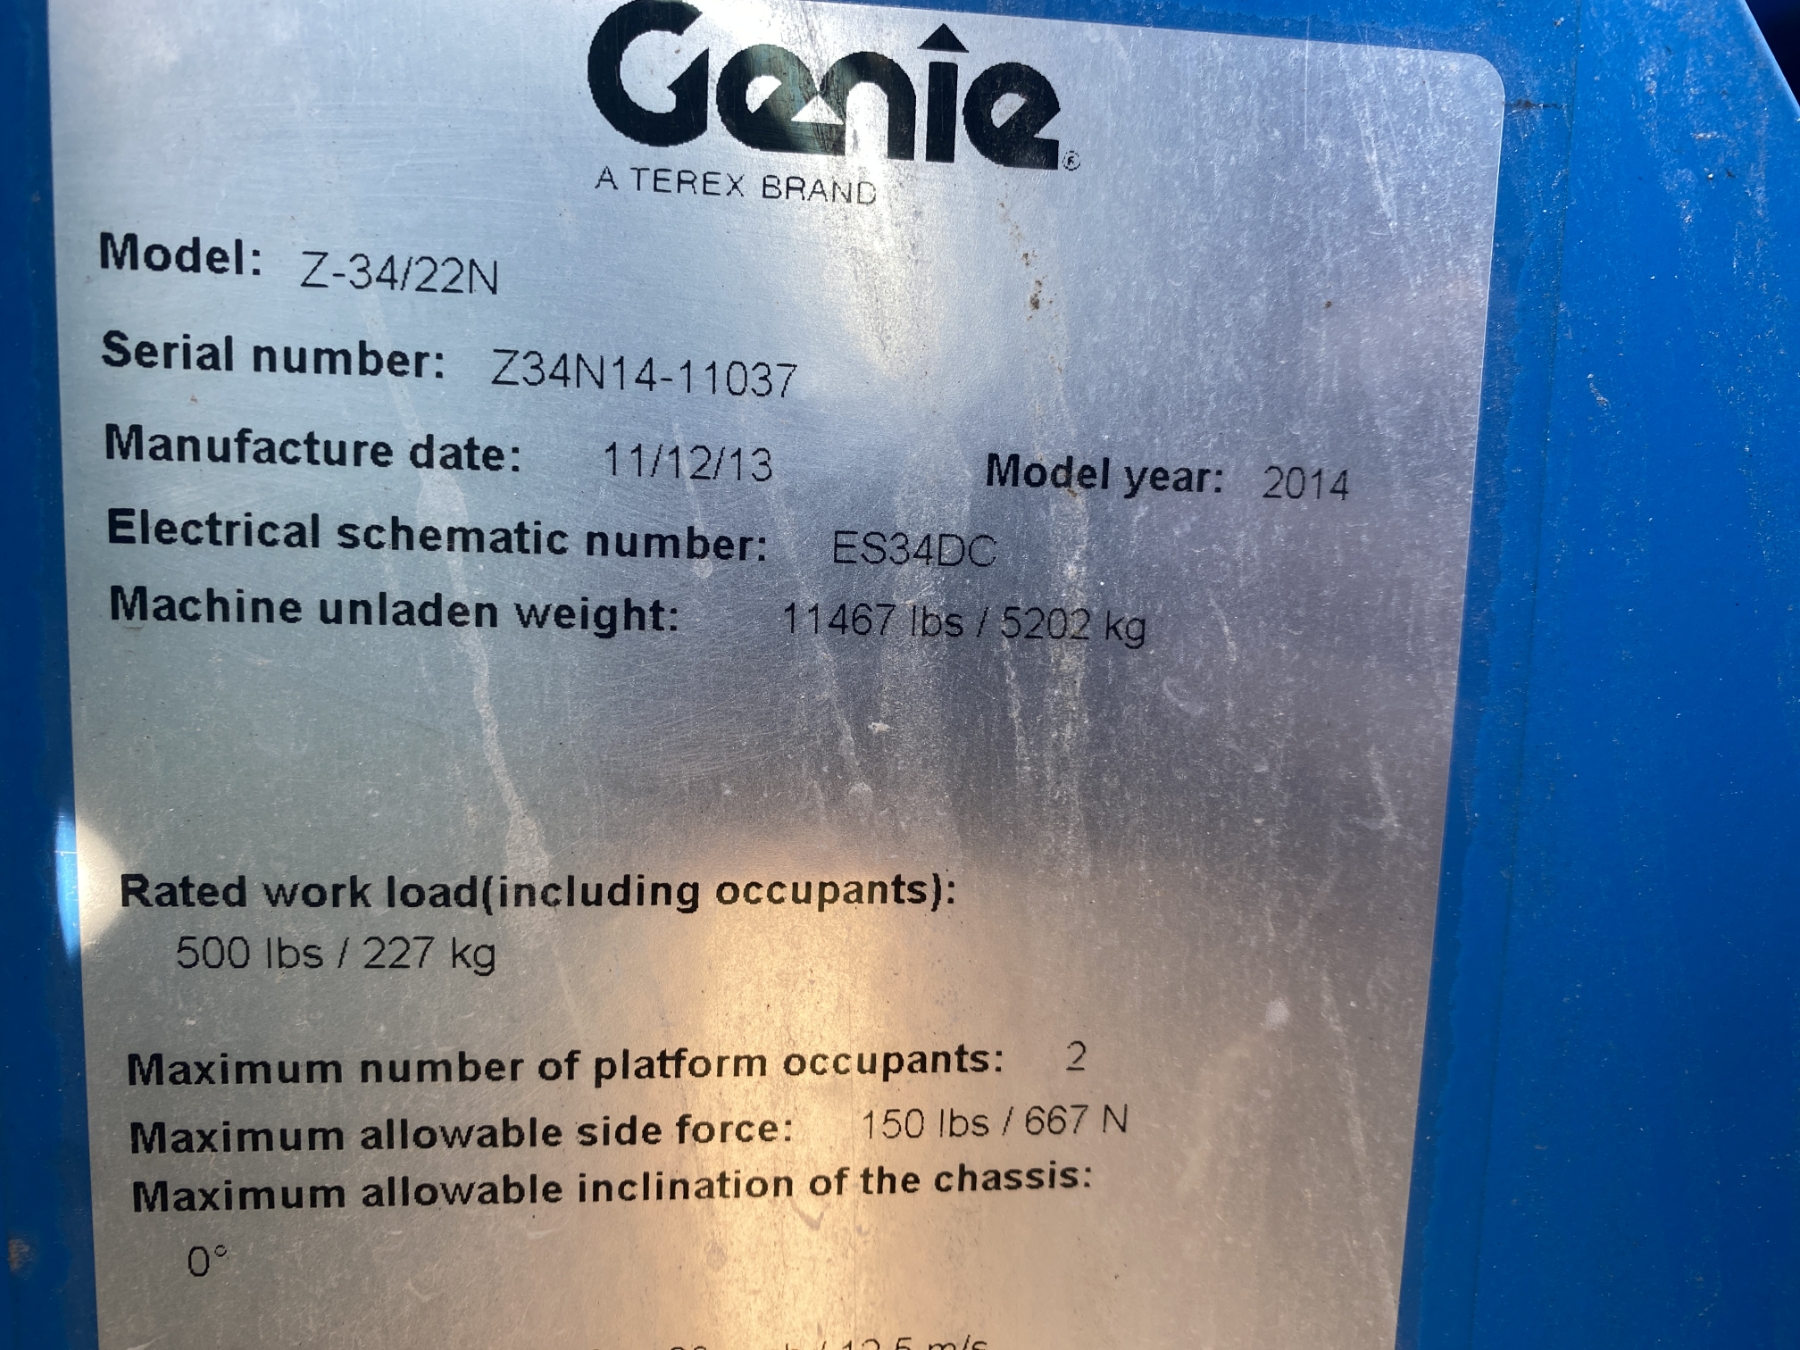 Genie®
A TEREX BRAND
Model: Z-34/22N
Serial number: Z34N14-11037
Manufacture date: 11/12/13 Model year: 2014
Electrical schematic number: ES34DC
Machine unladen weight: 11467 lbs / 5202 kg
Rated work load(including occupants):
500 lbs / 227 kg
Maximum number of platform occupants: 2
Maximum allowable side force: 150 lbs / 667 N
Maximum allowable inclination of the chassis:
0°
12.5 m/s